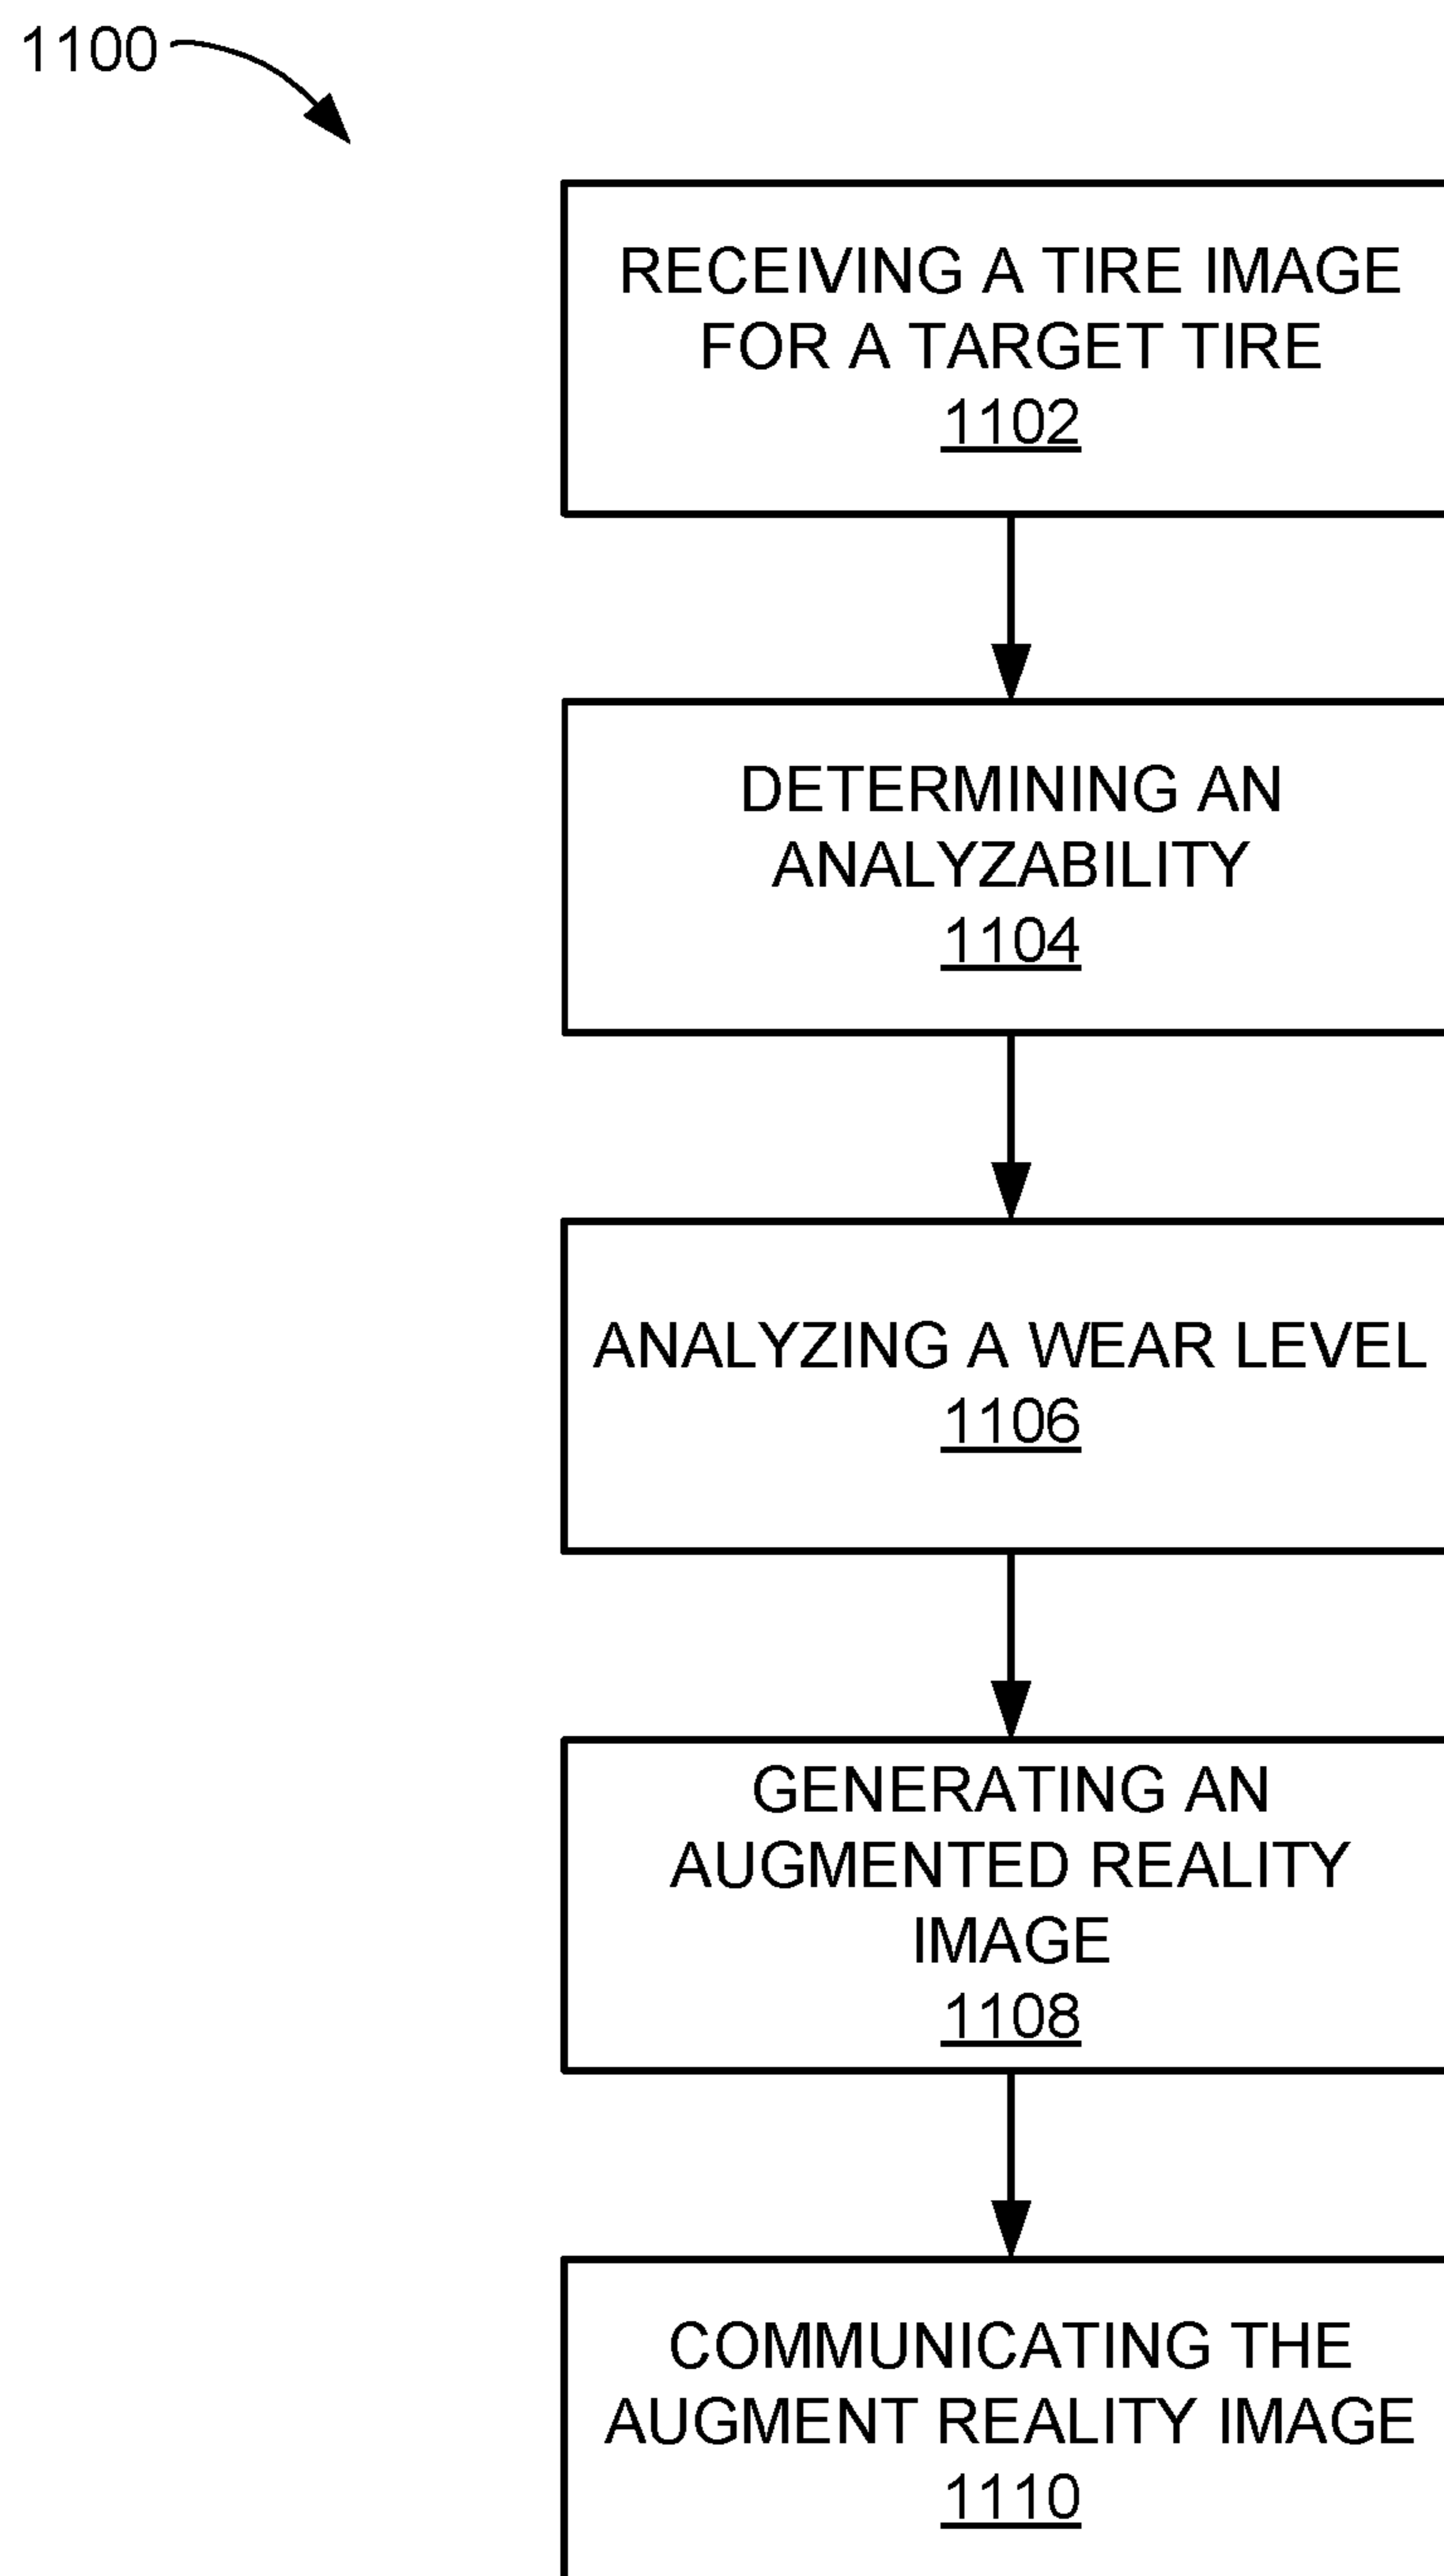 1100
RECEIVING A TIRE IMAGE
FOR A TARGET TIRE
1102
DETERMINING AN
ANALYZABILITY
1104
ANALYZING A WEAR LEVEL
1106
GENERATING AN
AUGMENTED REALITY
IMAGE
1108
COMMUNICATING THE
AUGMENT REALITY IMAGE
1110